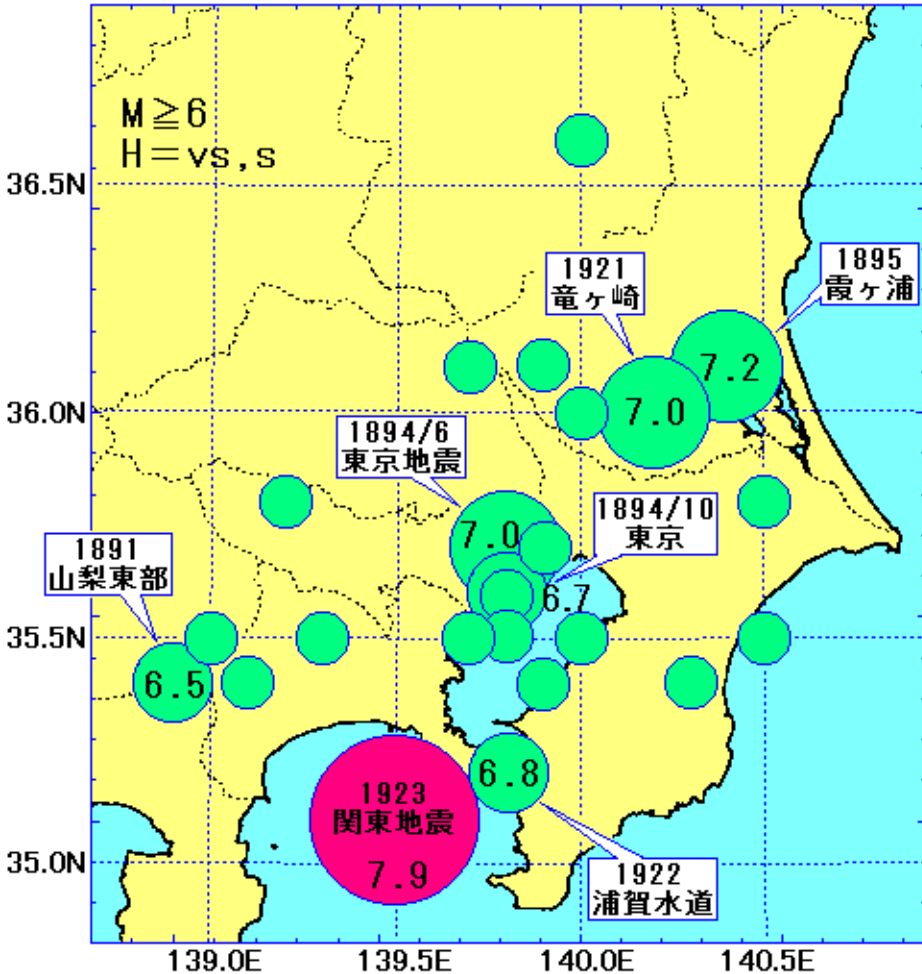 M≧6
H=vs,s
36.5N
1921
竜ヶ崎
1895
霞ヶ浦
7.2
7.0
36.0N
1894/6
東京地震
7.0
1894/10
東京
6.7
1891
山梨東部
35.5N
6.5
6.8
1923
関東地震
7.9
35.0N
1922
浦賀水道
139.0E
139.5E
140.0E
140.5E